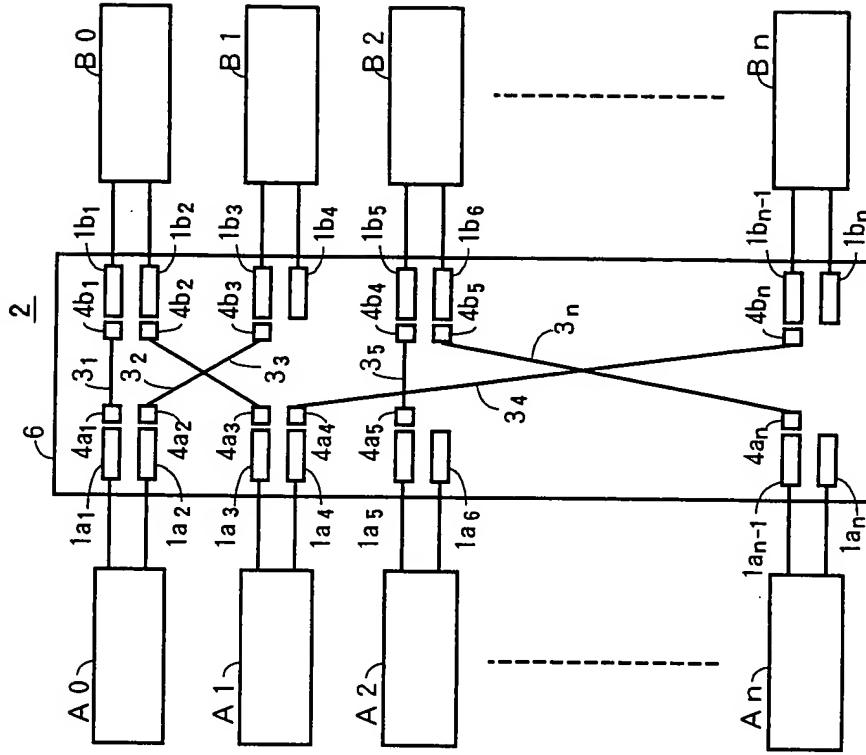 2
6
A0
A1
A2
An
B0
B1
B2
Bn
1a₁
1a₂
1a₃
1a₄
1a₅
1a₆
1aₙ₋₁
1aₙ
4a₁
4a₂
4a₃
4a₄
4a₅
4aₙ
3₁
3₂
3₃
3₄
3₅
3ₙ
4b₁
4b₂
4b₃
4b₄
4b₅
4bₙ
1b₁
1b₂
1b₃
1b₄
1b₅
1b₆
1bₙ₋₁
1bₙ